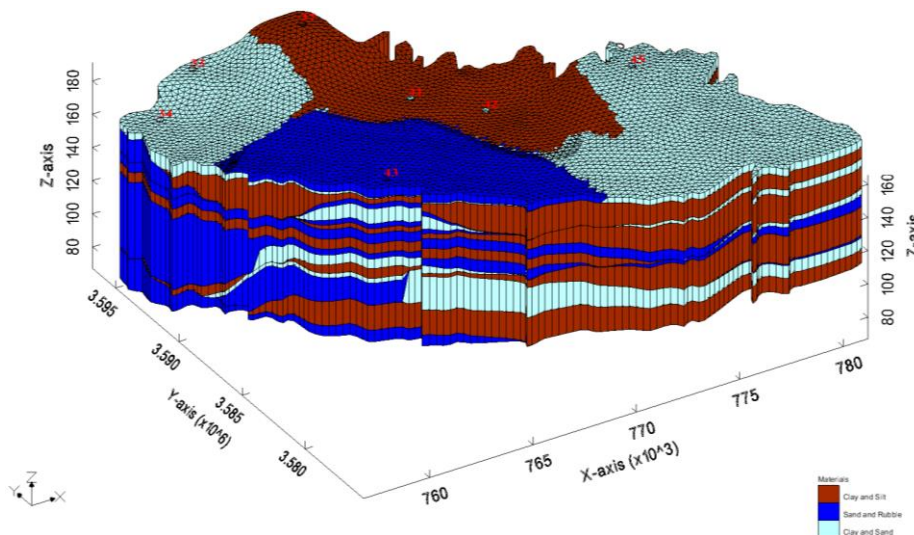 180
160
140
120
100
80
Z-axis
43
160
140
120
100
80
Z-axis
3.595
3.590
3.585
3.580
Y-axis (x10^6)
760
765
770
775
780
X-axis (x10^3)
Z
Y
X
Materials
Clay and Silt
Sand and Rubble
Clay and Sand